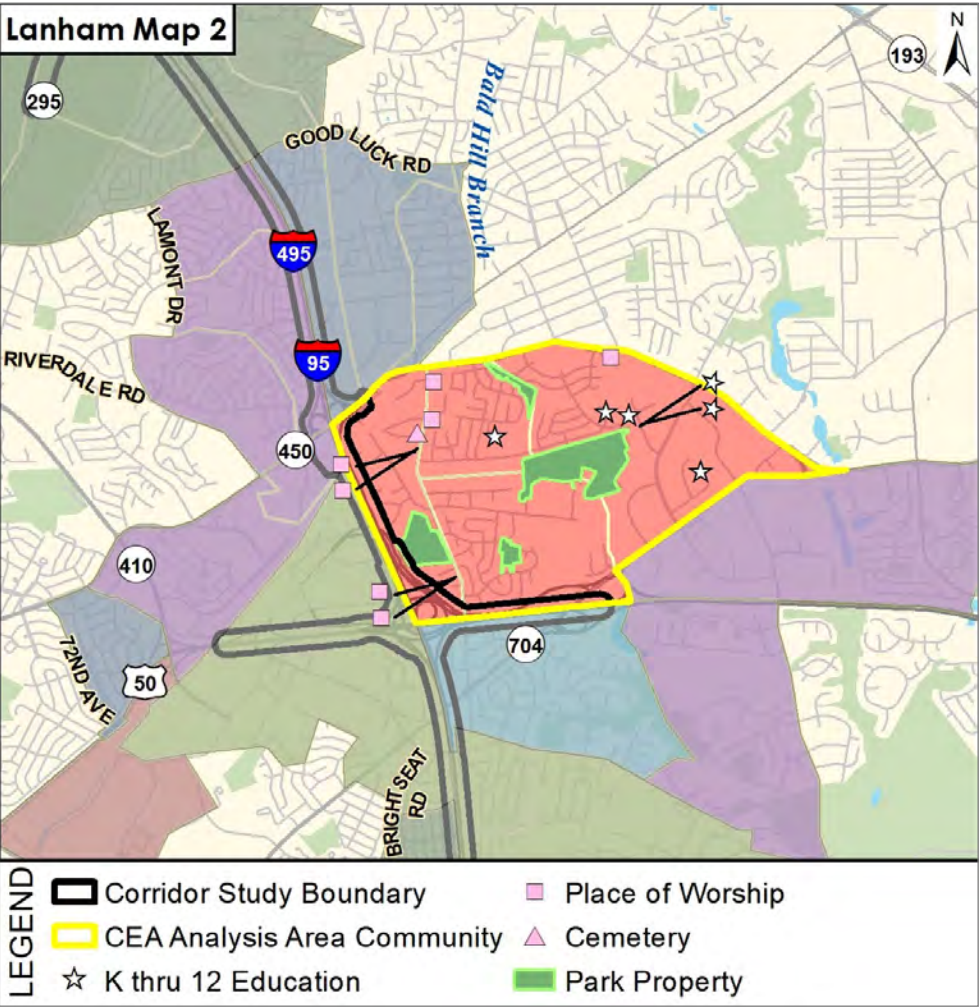 Lanham Map 2
N
193
295
GOOD LUCK RD
Bald Hill Branch
LAMONT DR
495
RIVERDALE RD
95
450
410
72ND AVE
50
704
BRIGHTSEAT
RD
LEGEND
Corridor Study Boundary
Place of Worship
CEA Analysis Area Community
Cemetery
K thru 12 Education
Park Property